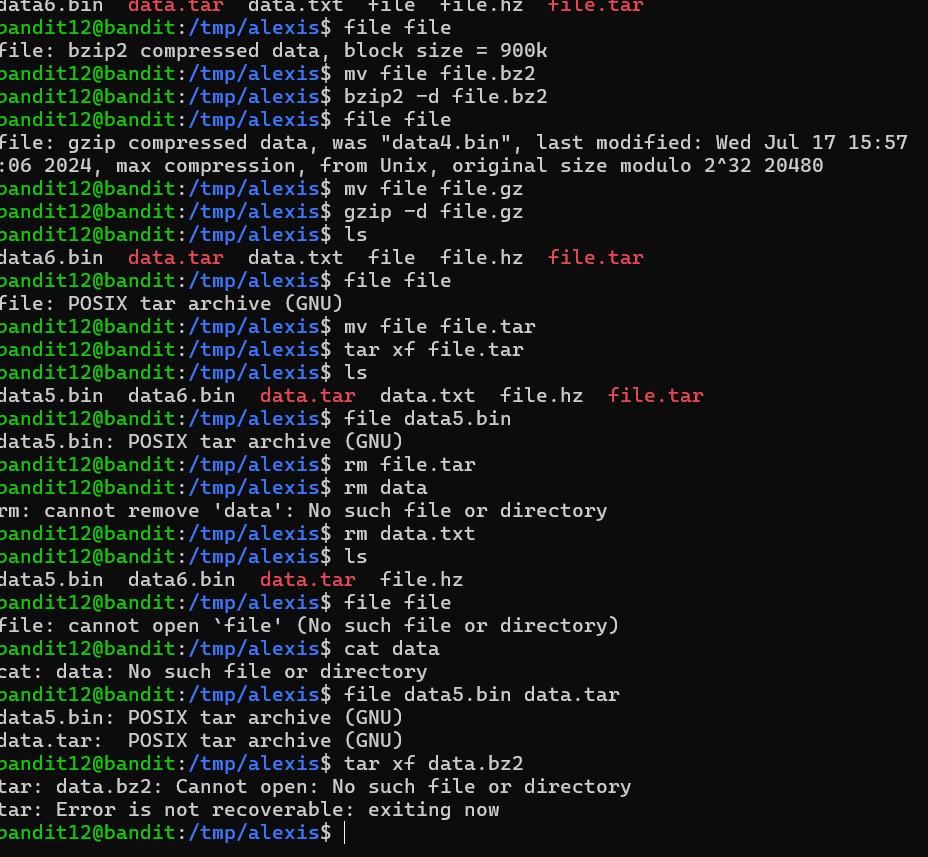 data6.bin  data.tar  data.txt  file  file.hz  file.tar
bandit12@bandit:/tmp/alexis$ file file
file: bzip2 compressed data, block size = 900k
bandit12@bandit:/tmp/alexis$ mv file file.bz2
bandit12@bandit:/tmp/alexis$ bzip2 -d file.bz2
bandit12@bandit:/tmp/alexis$ file file
file: gzip compressed data, was "data4.bin", last modified: Wed Jul 17 15:57
:06 2024, max compression, from Unix, original size modulo 2^32 20480
bandit12@bandit:/tmp/alexis$ mv file file.gz
bandit12@bandit:/tmp/alexis$ gzip -d file.gz
bandit12@bandit:/tmp/alexis$ ls
data6.bin  data.tar  data.txt  file  file.hz  file.tar
bandit12@bandit:/tmp/alexis$ file file
file: POSIX tar archive (GNU)
bandit12@bandit:/tmp/alexis$ mv file file.tar
bandit12@bandit:/tmp/alexis$ tar xf file.tar
bandit12@bandit:/tmp/alexis$ ls
data5.bin  data6.bin  data.tar  data.txt  file.hz  file.tar
bandit12@bandit:/tmp/alexis$ file data5.bin
data5.bin: POSIX tar archive (GNU)
bandit12@bandit:/tmp/alexis$ rm file.tar
bandit12@bandit:/tmp/alexis$ rm data
rm: cannot remove 'data': No such file or directory
bandit12@bandit:/tmp/alexis$ rm data.txt
bandit12@bandit:/tmp/alexis$ ls
data5.bin  data6.bin  data.tar  file.hz
bandit12@bandit:/tmp/alexis$ file file
file: cannot open `file' (No such file or directory)
bandit12@bandit:/tmp/alexis$ cat data
cat: data: No such file or directory
bandit12@bandit:/tmp/alexis$ file data5.bin data.tar
data5.bin: POSIX tar archive (GNU)
data.tar:  POSIX tar archive (GNU)
bandit12@bandit:/tmp/alexis$ tar xf data.bz2
tar: data.bz2: Cannot open: No such file or directory
tar: Error is not recoverable: exiting now
bandit12@bandit:/tmp/alexis$